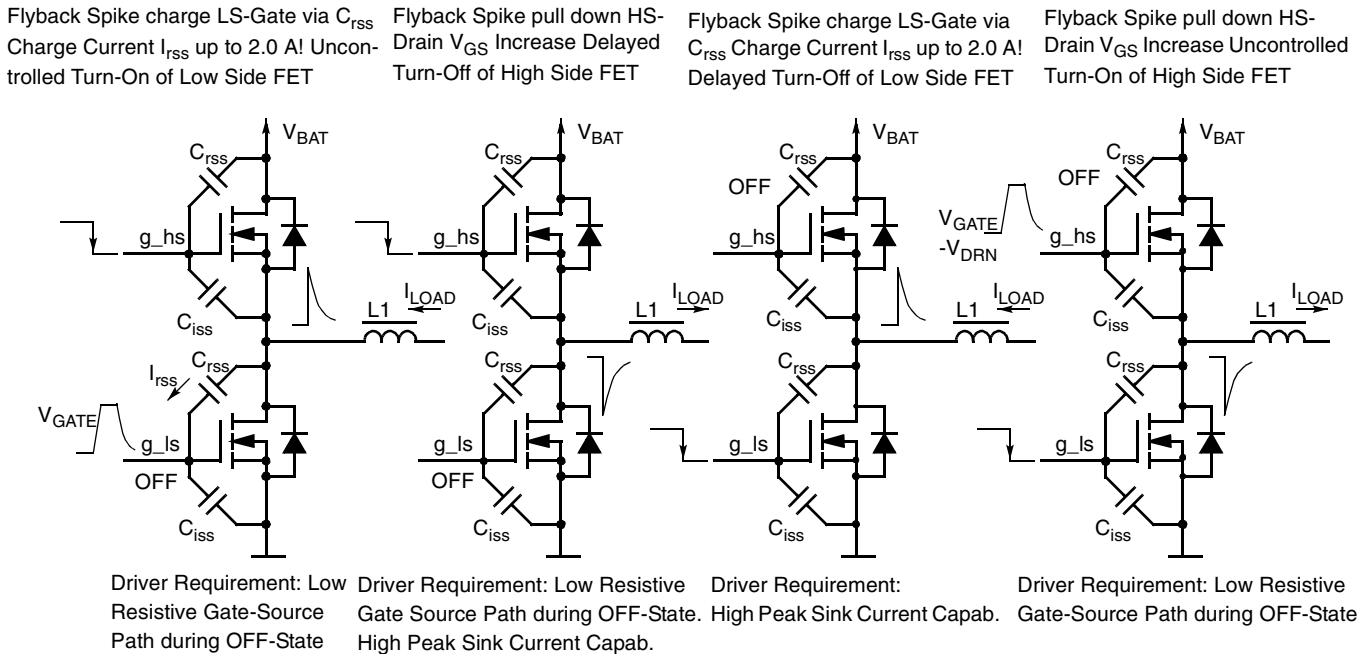 Flyback Spike charge LS-Gate via Crss
Charge Current Irss up to 2.0 A! Uncon-
trolled Turn-On of Low Side FET
Flyback Spike pull down HS-
Drain VGS Increase Delayed
Turn-Off of High Side FET
Flyback Spike charge LS-Gate via
Crss Charge Current Irss up to 2.0 A!
Delayed Turn-Off of Low Side FET
Flyback Spike pull down HS-
Drain VGS Increase Uncontrolled
Turn-On of High Side FET
VBAT
Crss
g_hs
Ciss
L1
ILOAD
Crss
Irss
VGATE
g_ls
OFF
Ciss
VBAT
Crss
g_hs
Ciss
L1
ILOAD
Crss
g_ls
OFF
Ciss
VBAT
Crss
OFF
g_hs
Ciss
L1
ILOAD
Crss
g_ls
Ciss
VBAT
Crss
OFF
VGATE
-VDRN
g_hs
Ciss
L1
ILOAD
Crss
g_ls
Ciss
Driver Requirement: Low
Resistive Gate-Source
Path during OFF-State
Driver Requirement: Low Resistive
Gate Source Path during OFF-State.
High Peak Sink Current Capab.
Driver Requirement:
High Peak Sink Current Capab.
Driver Requirement: Low Resistive
Gate-Source Path during OFF-State